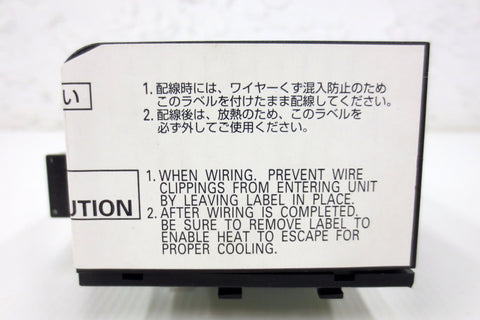 1. 配線時には、ワイヤーくず混入防止のため
このラベルを付けたまま配線してください。
い
2. 配線後は、放熱のため、このラベルを
必ず外してご使用ください。
1. WHEN WIRING. PREVENT WIRE
CLIPPINGS FROM ENTERING UNIT
BY LEAVING LABEL IN PLACE.
UTION
2. AFTER WIRING IS COMPLETED.
BE SURE TO REMOVE LABEL TO
ENABLE HEAT TO ESCAPE FOR
PROPER COOLING.